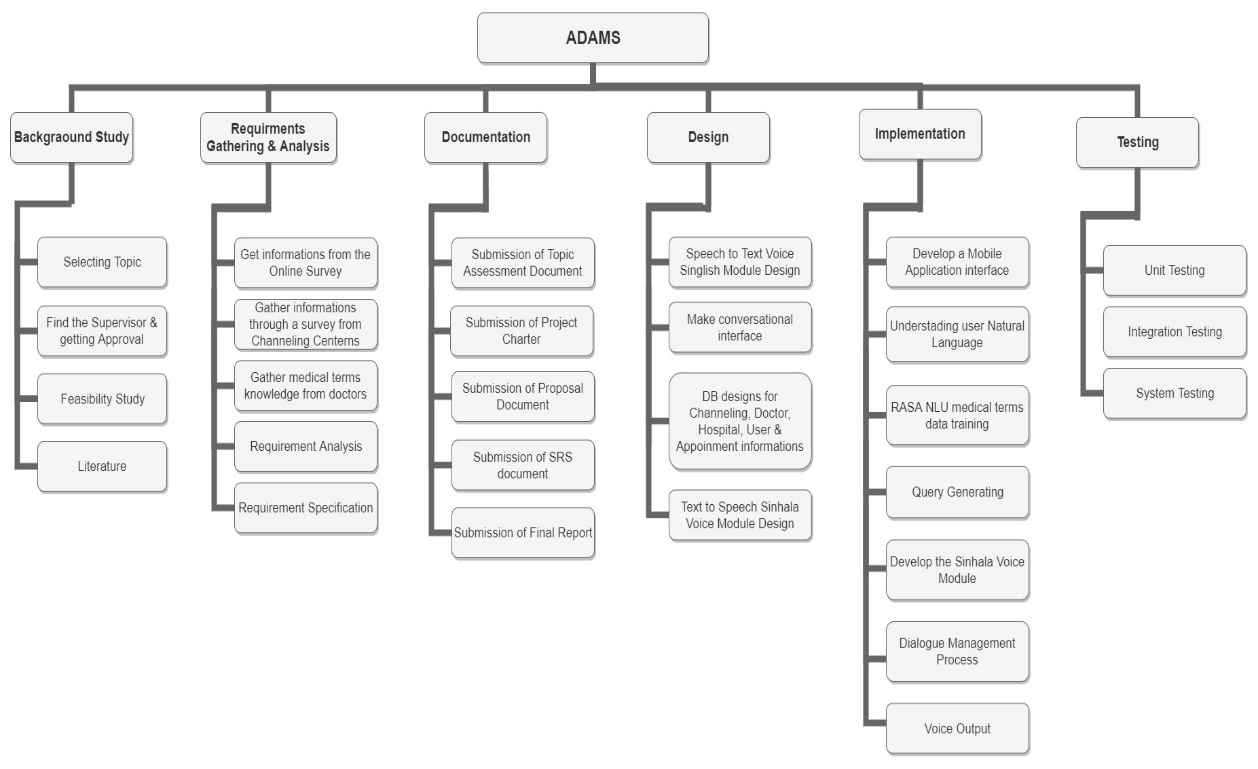 ADAMS
Backgraound Study
Selecting Topic
Find the Supervisor &
getting Approval
Feasibility Study
Literature
Requirments
Gathering & Analysis
Get informations from the
Online Survey
Gather informations
through a survey from
Channeling Centerns
Gather medical terms
knowledge from doctors
Requirement Analysis
Requirement Specification
Documentation
Submission of Topic
Assessment Document
Submission of Project
Charter
Submission of Proposal
Document
Submission of SRS
document
Submission of Final Report
Design
Speech to Text Voice
Singlish Module Design
Make conversational
interface
DB designs for
Channeling, Doctor,
Hospital, User &
Appoinment informations
Text to Speech Sinhala
Voice Module Design
Implementation
Develop a Mobile
Application interface
Understading user Natural
Language
RASA NLU medical terms
data training
Query Generating
Develop the Sinhala Voice
Module
Dialogue Management
Process
Voice Output
Testing
Unit Testing
Integration Testing
System Testing